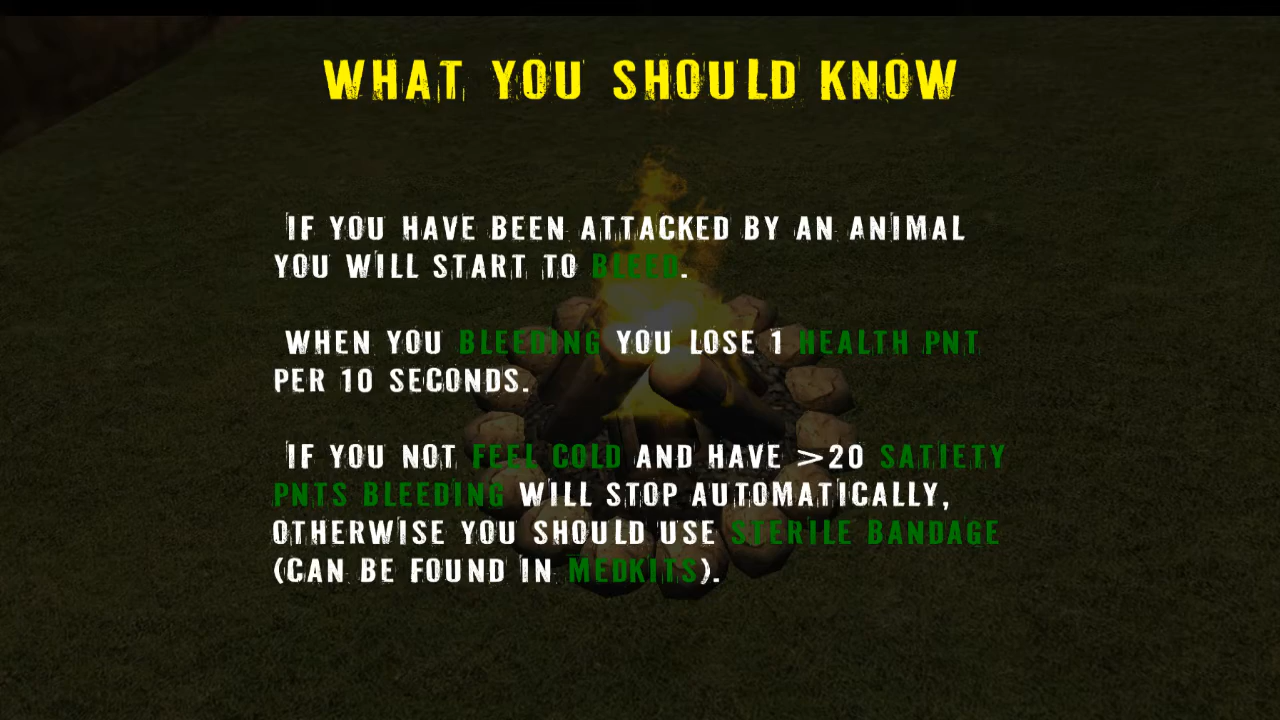 WHAT YOU SHOULD KNOW
IF YOU HAVE BEEN ATTACKED BY AN ANIMAL
YOU WILL START TO BLEED.
WHEN YOU BLEEDING YOU LOSE 1 HEALTH PNT
PER 10 SECONDS.
IF YOU NOT FEEL COLD AND HAVE >20 SATIETY
PNTS BLEEDING WILL STOP AUTOMATICALLY,
OTHERWISE YOU SHOULD USE STERILE BANDAGE
(CAN BE FOUND IN MEDKITS).